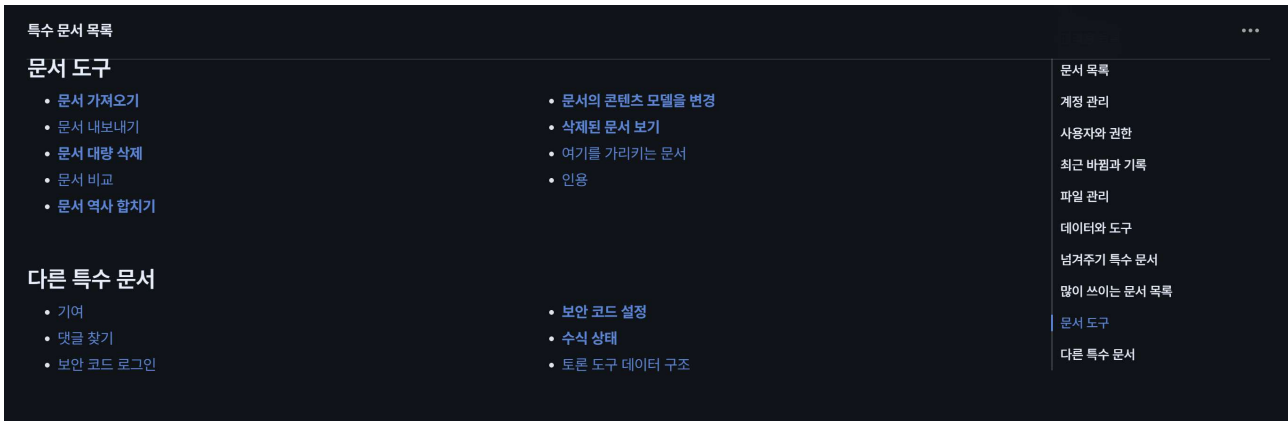 특수 문서 목록
문서 도구
문서 가져오기
문서 내보내기
문서 대량 삭제
문서 비교
문서 역사 합치기
문서의 콘텐츠 모델을 변경
삭제된 문서 보기
여기를 가리키는 문서
인용
다른 특수 문서
기여
댓글 찾기
보안 코드 로그인
보안 코드 설정
수식 상태
토론 도구 데이터 구조
문서 목록
계정 관리
사용자와 권한
최근 바뀜과 기록
파일 관리
데이터와 도구
넘겨주기 특수 문서
많이 쓰이는 문서 목록
문서 도구
다른 특수 문서